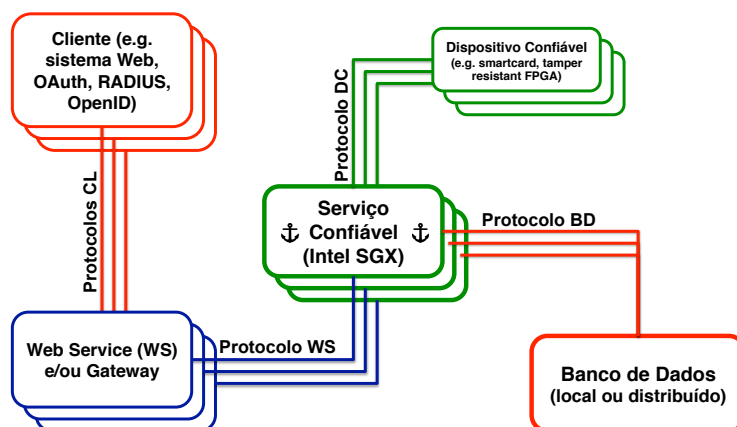 Cliente (e.g.
sistema Web,
OAuth, RADIUS,
OpenID)
Dispositivo Confiável
(e.g. smartcard, tamper
resistant FPGA)
Protocolo DC
Protocolos CL
Serviço
Confiável
(Intel SGX)
Protocolo BD
Web Service (WS)
e/ou Gateway
Protocolo WS
Banco de Dados
(local ou distribuído)